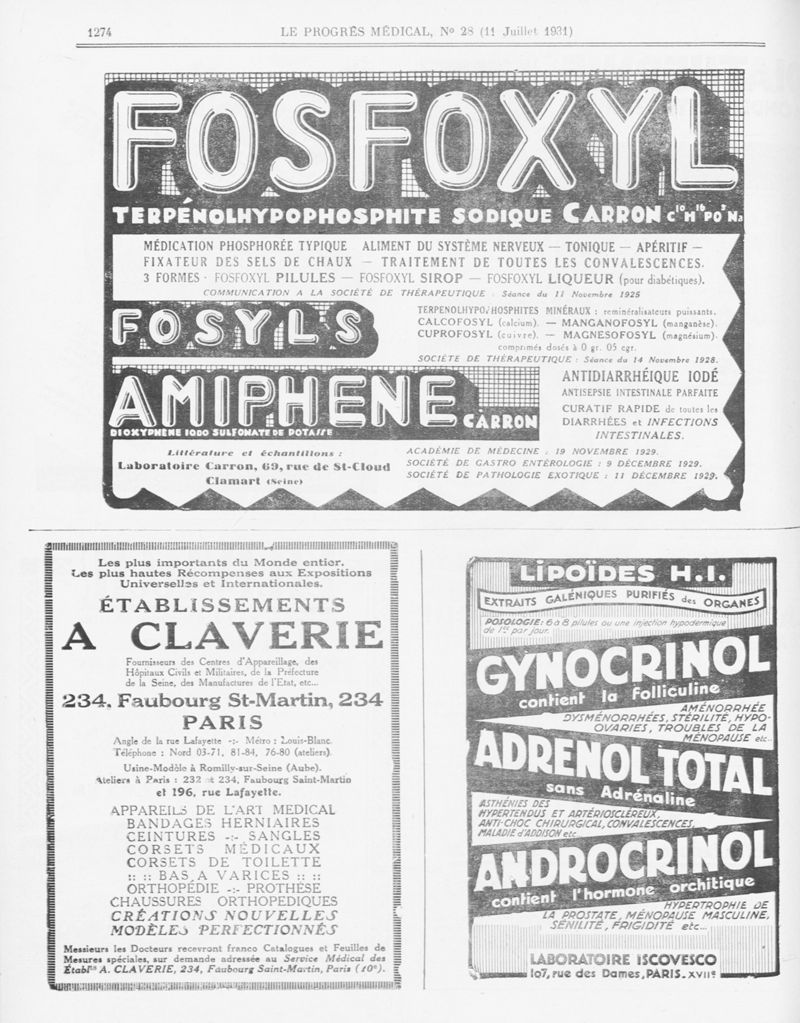 1274
LE PROGRÈS MÉDICAL, No 28 (11 Juillet 1931)
FOSFOXYL
TERPÉNOLHYPOPHOSPHITE SODIQUE CARRON C10H16PO3Na
MÉDICATION PHOSPHORÉE TYPIQUE ALIMENT DU SYSTÈME NERVEUX — TONIQUE — APÉRITIF —
FIXATEUR DES SELS DE CHAUX — TRAITEMENT DE TOUTES LES CONVALESCENCES.
3 FORMES · FOSFOXYL PILULES — FOSFOXYL SIROP — FOSFOXYL LIQUEUR (pour diabétiques).
COMMUNICATION A LA SOCIÉTÉ DE THÉRAPEUTIQUE : Séance du 11 Novembre 1925
FOSYLS
TERPENOLHYPOPHOSPHITES MINÉRAUX : reminéralisateurs puissants.
CALCOFOSYL (calcium). — MANGANOFOSYL (manganèse).
CUPROFOSYL (cuivre). — MAGNESOFOSYL (magnésium).
comprimés dosés à 0 gr. 05 cgr.
SOCIÉTÉ DE THÉRAPEUTIQUE : Séance du 14 Novembre 1928.
AMIPHENE CARRON
DIOXYPHÈNE IODO SULFONATE DE POTASSE
ANTIDIARRHÉIQUE IODÉ
ANTISEPSIE INTESTINALE PARFAITE
CURATIF RAPIDE de toutes les
DIARRHÉES et INFECTIONS
INTESTINALES.
Littérature et échantillons :
Laboratoire Carron, 69, rue de St-Cloud
Clamart (Seine)
ACADÉMIE DE MÉDECINE : 19 NOVEMBRE 1929.
SOCIÉTÉ DE GASTRO ENTÉROLOGIE : 9 DÉCEMBRE 1929.
SOCIÉTÉ DE PATHOLOGIE EXOTIQUE : 11 DÉCEMBRE 1929.
Les plus importants du Monde entier.
Les plus hautes Récompenses aux Expositions
Universelles et Internationales.
ÉTABLISSEMENTS
A CLAVERIE
Fournisseurs des Centres d'Appareillage, des
Hôpitaux Civils et Militaires, de la Préfecture
de la Seine, des Manufactures de l'Etat, etc...
234, Faubourg St-Martin, 234
PARIS
Angle de la rue Lafayette -:- Métro : Louis-Blanc.
Téléphone : Nord 03-71, 81-84, 76-80 (ateliers).
Usine-Modèle à Romilly-sur-Seine (Aube).
Ateliers à Paris : 232 et 234, Faubourg Saint-Martin
et 196, rue Lafayette.
APPAREILS DE L'ART MEDICAL
BANDAGES HERNIAIRES
CEINTURES -:- SANGLES
CORSETS MÉDICAUX
CORSETS DE TOILETTE
:: :: BAS A VARICES :: ::
ORTHOPÉDIE -:- PROTHÈSE
CHAUSSURES ORTHOPEDIQUES
CRÉATIONS NOUVELLES
MODÈLES PERFECTIONNÉS
Messieurs les Docteurs recevront franco Catalogues et Feuilles de
Mesures spéciales, sur demande adressée au Service Médical des
Établts A. CLAVERIE, 234, Faubourg Saint-Martin, Paris (10e).
LIPOÏDES H.I.
EXTRAITS GALÉNIQUES PURIFIÉS des ORGANES
POSOLOGIE: 6 à 8 pilules ou une injection hypodermique
de 1cc par jour.
GYNOCRINOL
contient la folliculine
AMÉNORRHÉE
DYSMÉNORRHÉES, STÉRILITÉ, HYPO-
OVARIES, TROUBLES DE LA
MÉNOPAUSE etc...
ADRENOL TOTAL
sans Adrénaline
ASTHÉNIES DES
HYPERTENDUS ET ARTÉRIOSCLÉREUX,
ANTI-CHOC CHIRURGICAL, CONVALESCENCES,
MALADIE d'ADDISON etc
ANDROCRINOL
contient l'hormone orchitique
HYPERTROPHIE DE
LA PROSTATE, MÉNOPAUSE MASCULINE,
SÉNILITÉ, FRIGIDITÉ etc...
LABORATOIRE ISCOVESCO
107, rue des Dames, PARIS. XVIIe